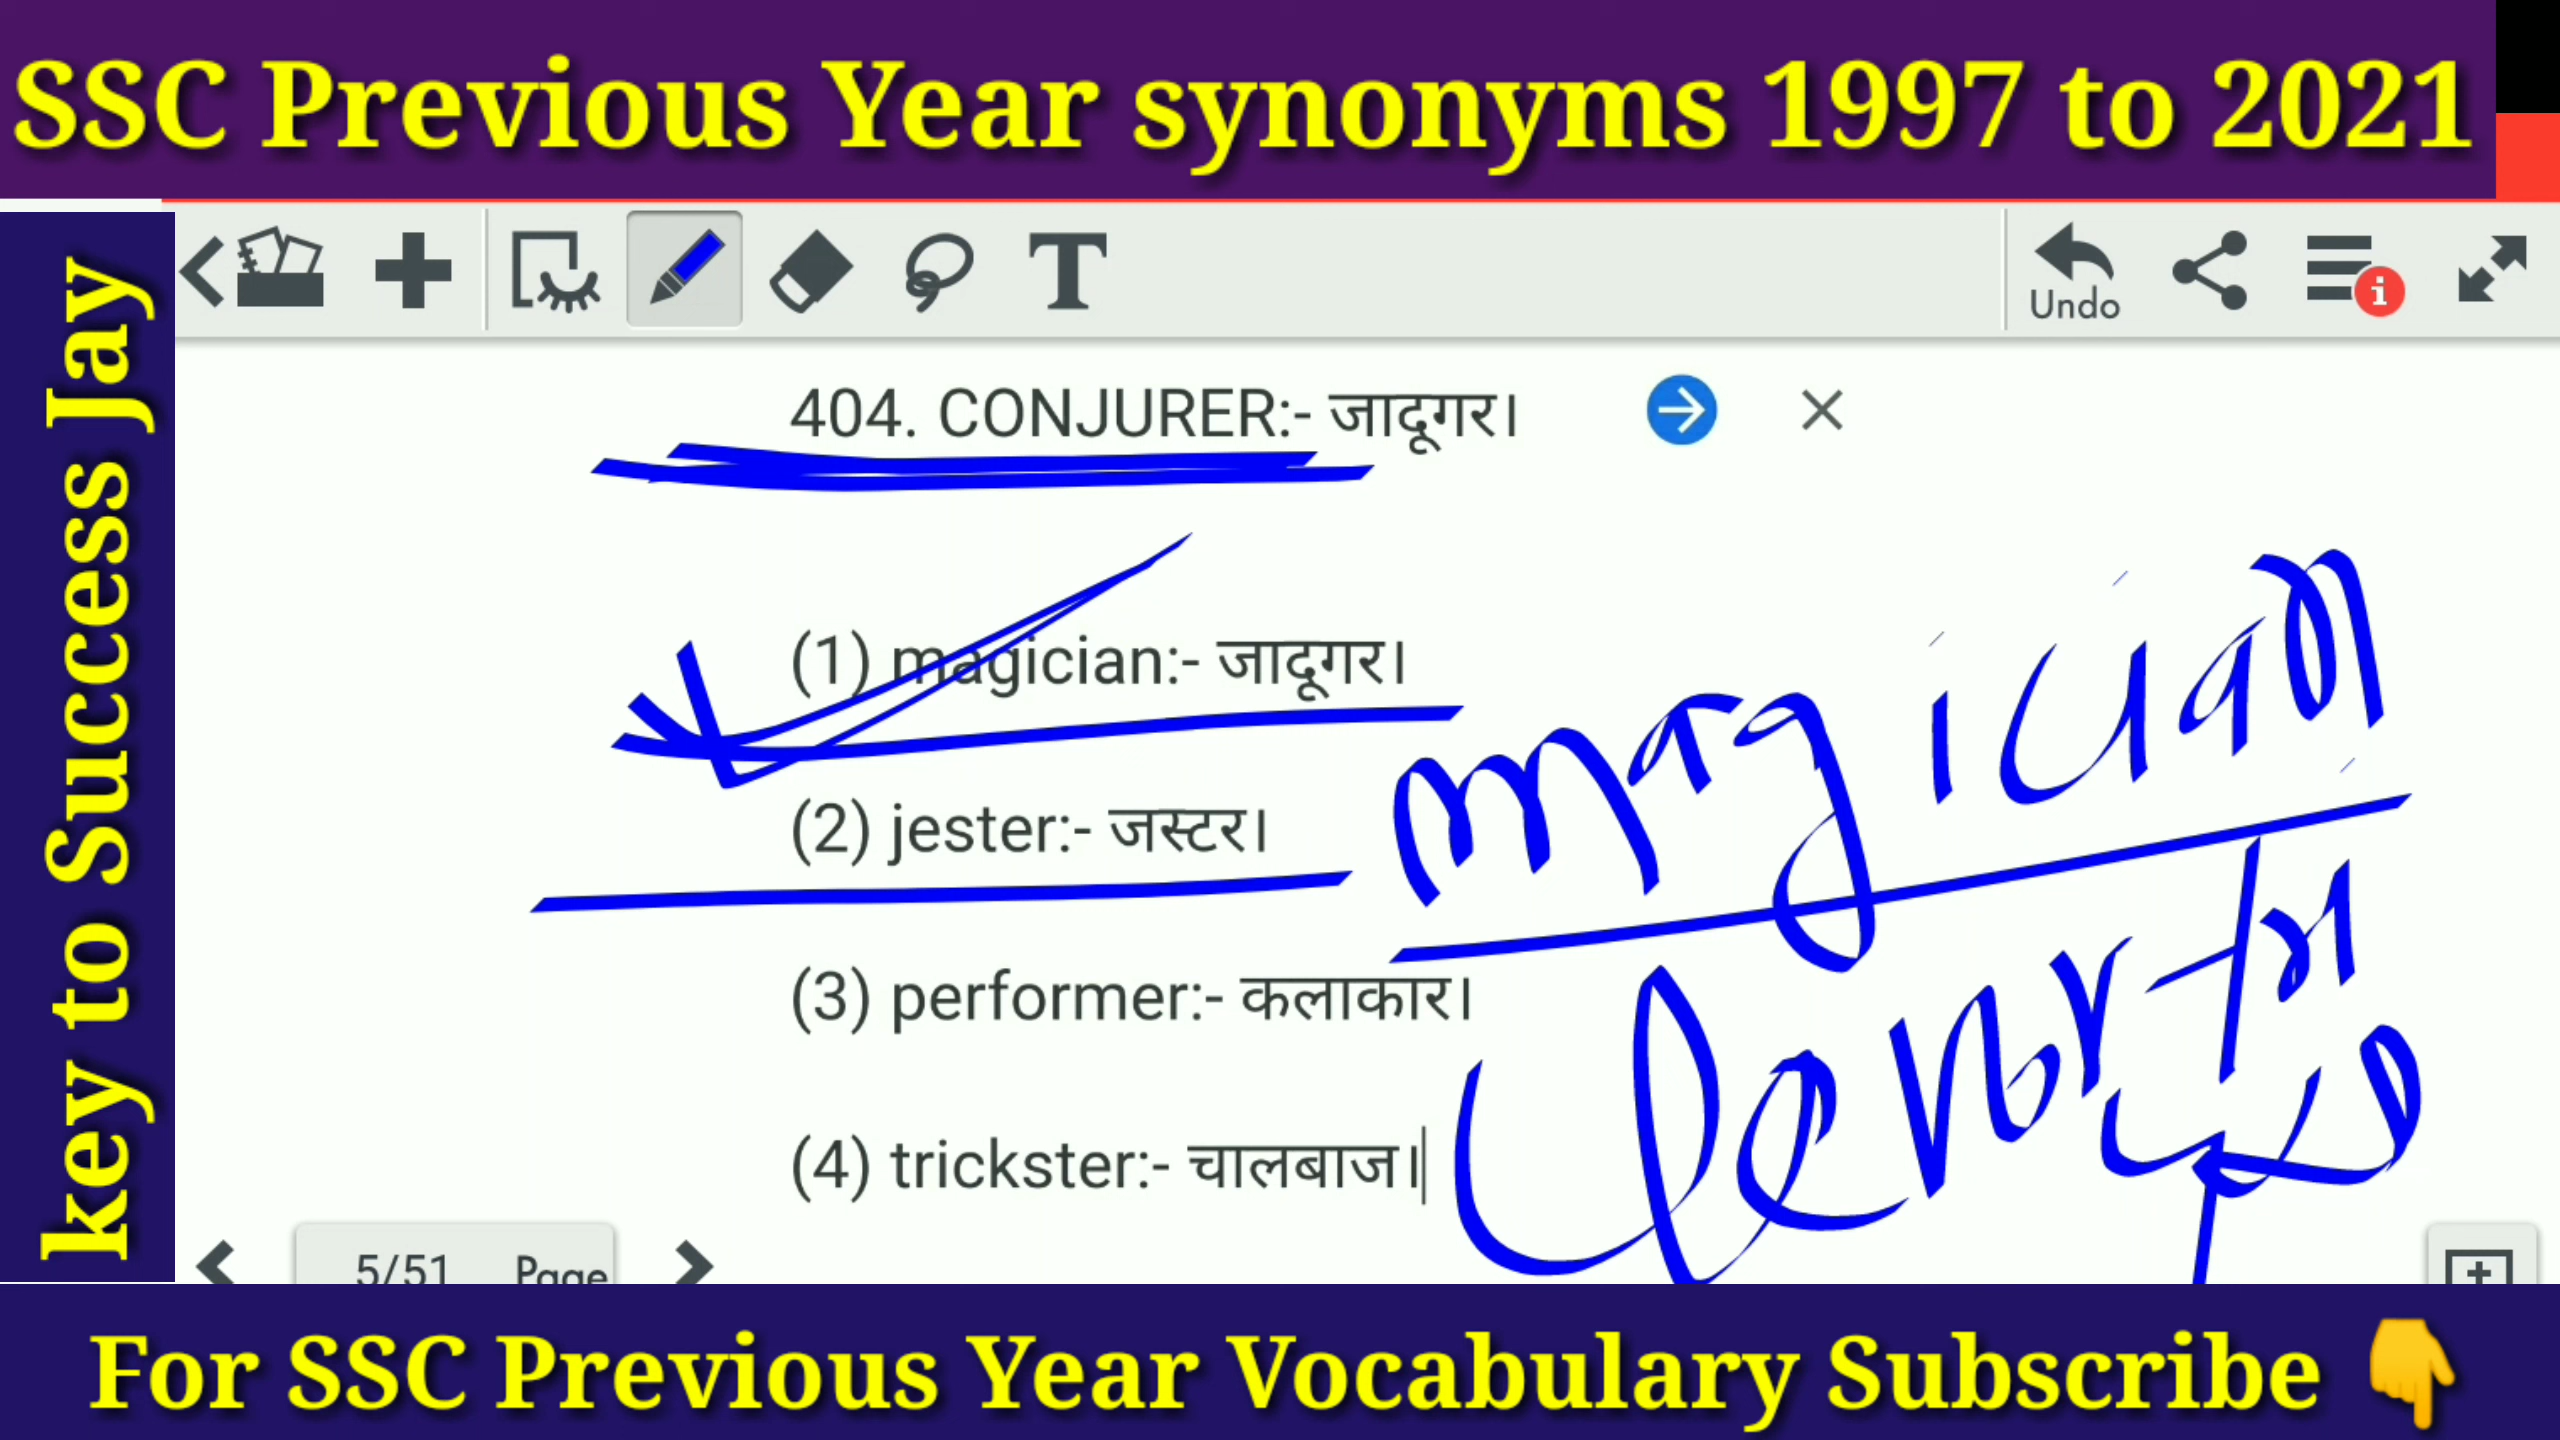 SSC Previous Year synonyms 1997 to 2021
key to Success Jay
Undo
404. CONJURER:- जादूगर।
(1) magician:- जादूगर।
magician
(2) jester:- जस्टर।
(3) performer:- कलाकार।
(4) trickster:- चालबाज।
5/51 Page
For SSC Previous Year Vocabulary Subscribe 👇